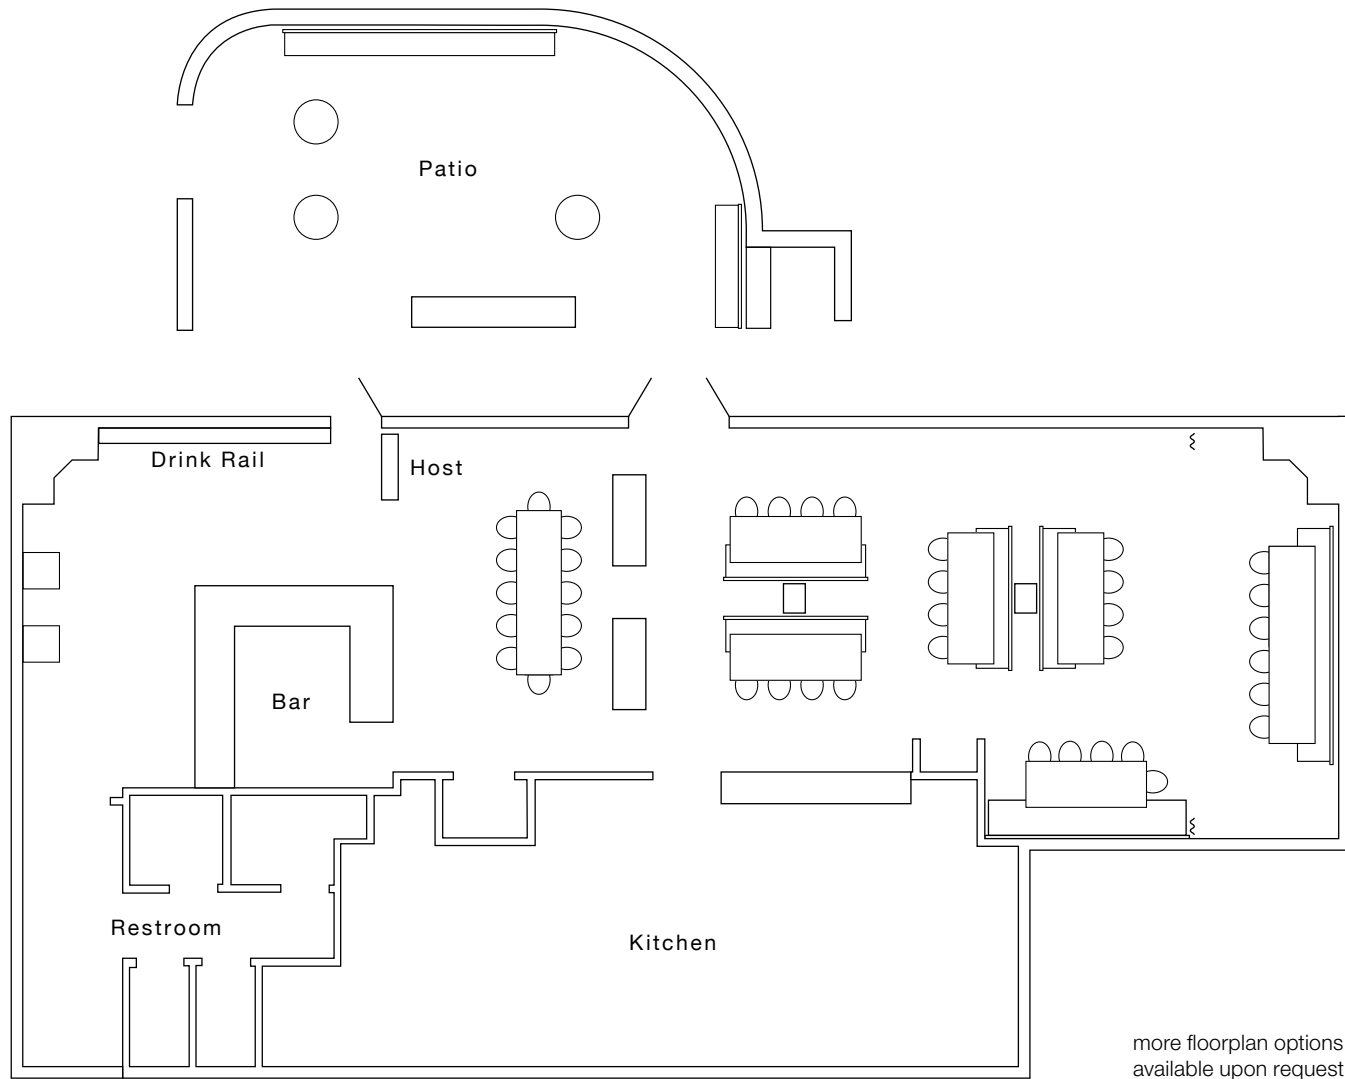 Patio
Drink Rail
Host
Bar
Restroom
Kitchen
more floorplan options
available upon request